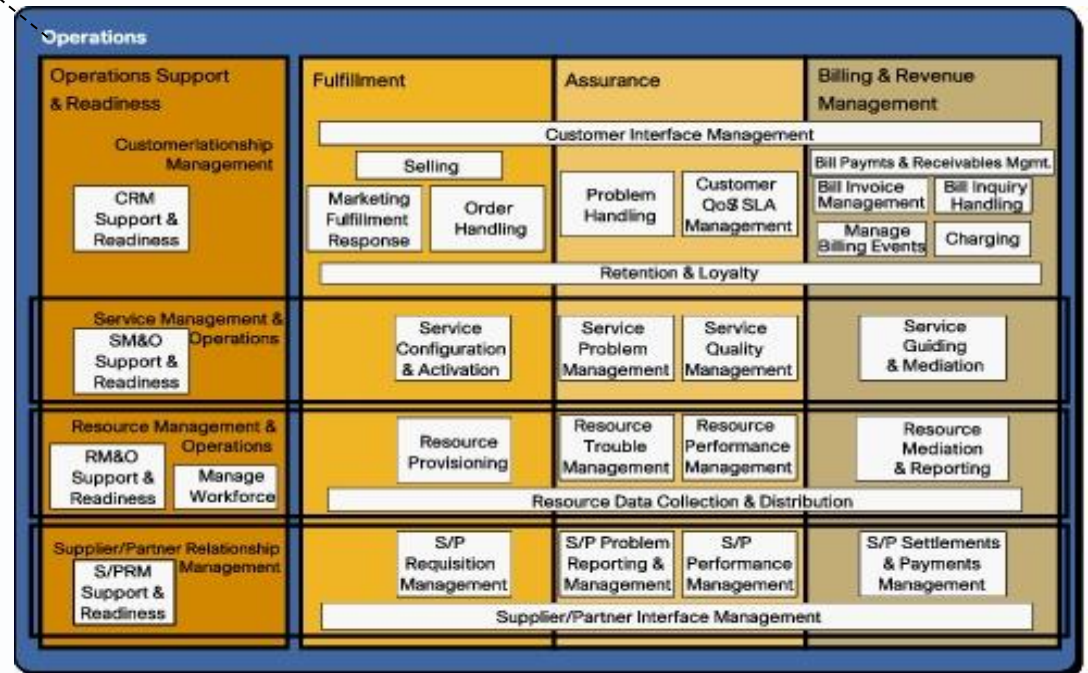 Operations
Operations Support
& Readiness
Fulfillment
Assurance
Billing & Revenue
Management
Customerlationship
Management
Customer Interface Management
Selling
Bill Paymts & Receivables Mgmt.
CRM
Support &
Readiness
Marketing
Fulfillment
Response
Order
Handling
Problem
Handling
Customer
QoS SLA
Management
Bill Invoice
Management
Bill Inquiry
Handling
Manage
Billing Events
Charging
Retention & Loyalty
Service Management &
Operations
SM&O
Support &
Readiness
Service
Configuration
& Activation
Service
Problem
Management
Service
Quality
Management
Service
Guiding
& Mediation
Resource Management &
Operations
RM&O
Support &
Readiness
Manage
Workforce
Resource
Provisioning
Resource
Trouble
Management
Resource
Performance
Management
Resource
Mediation
& Reporting
Resource Data Collection & Distribution
Supplier/Partner Relationship
Management
S/PRM
Support &
Readiness
S/P
Requisition
Management
S/P Problem
Reporting &
Management
S/P
Performance
Management
S/P Settlements
& Payments
Management
Supplier/Partner Interface Management